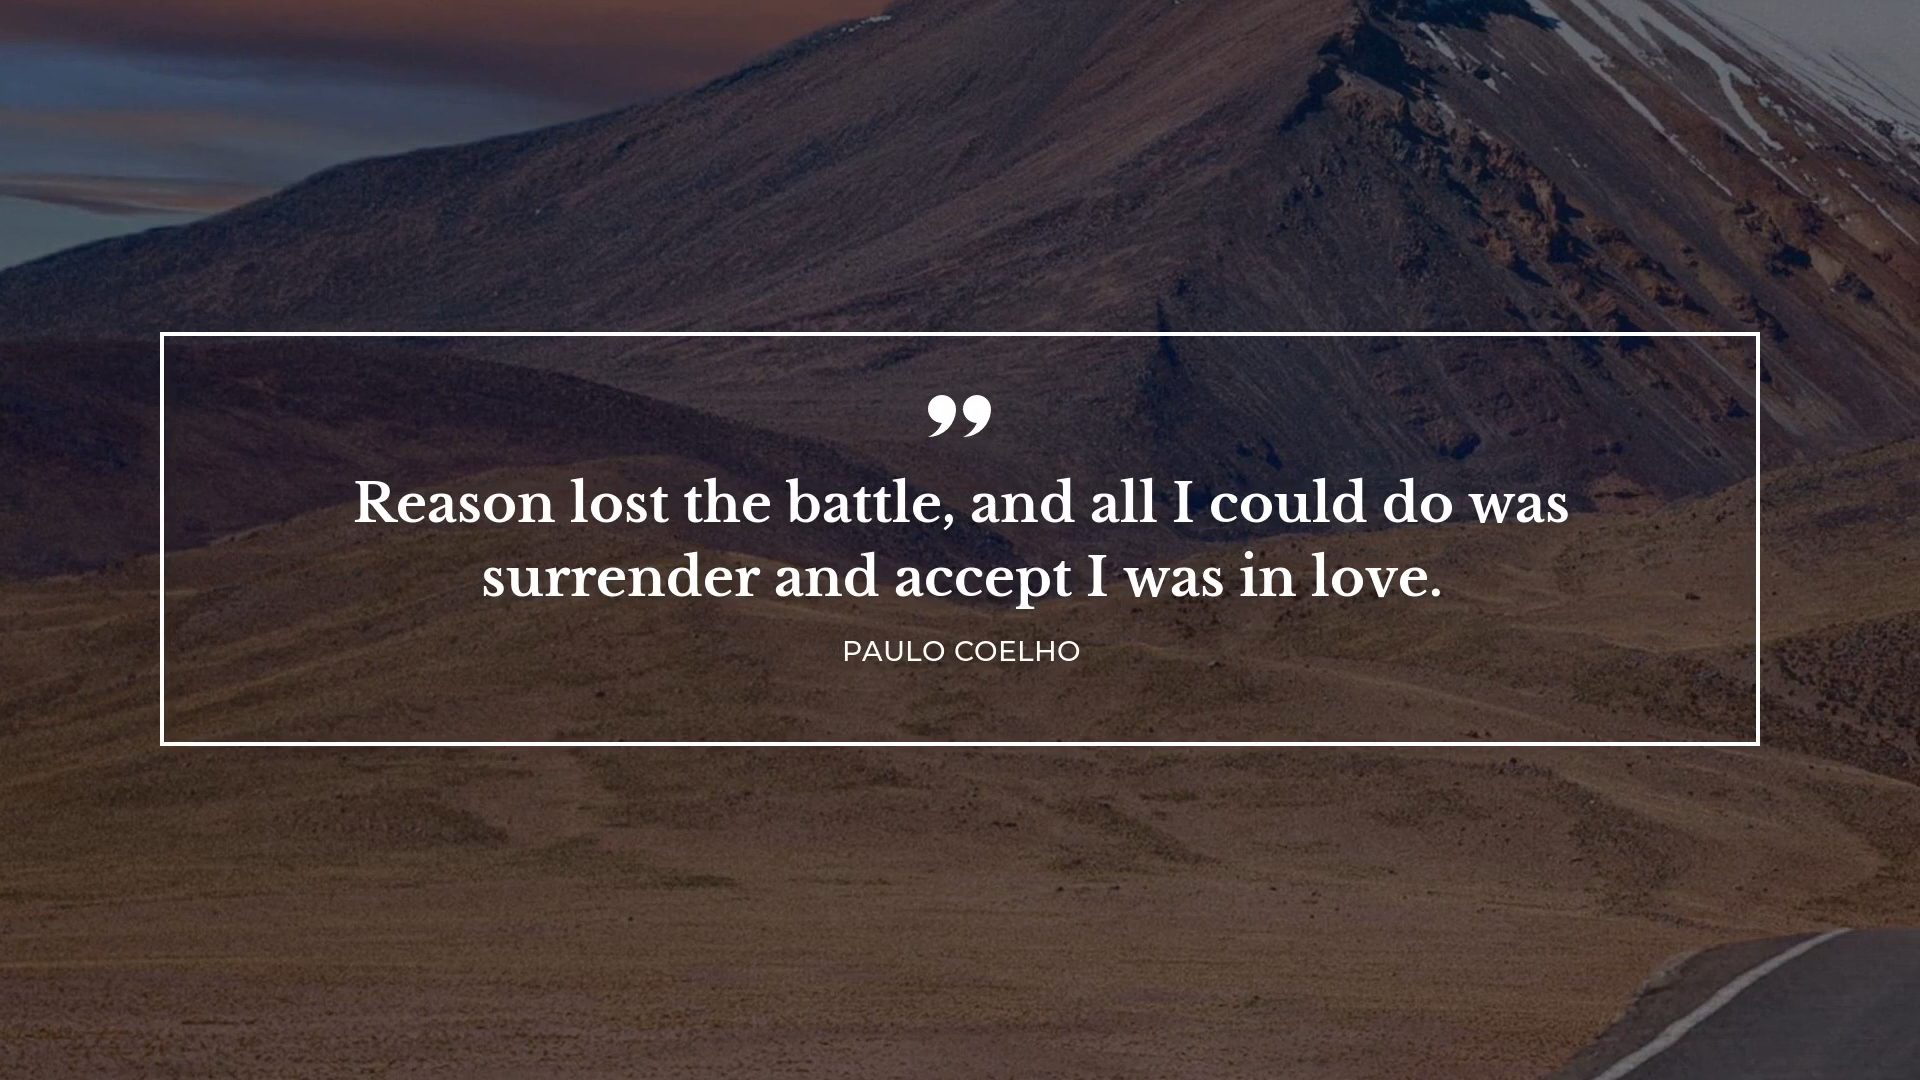 ”
Reason lost the battle, and all I could do was
surrender and accept I was in love.
PAULO COELHO